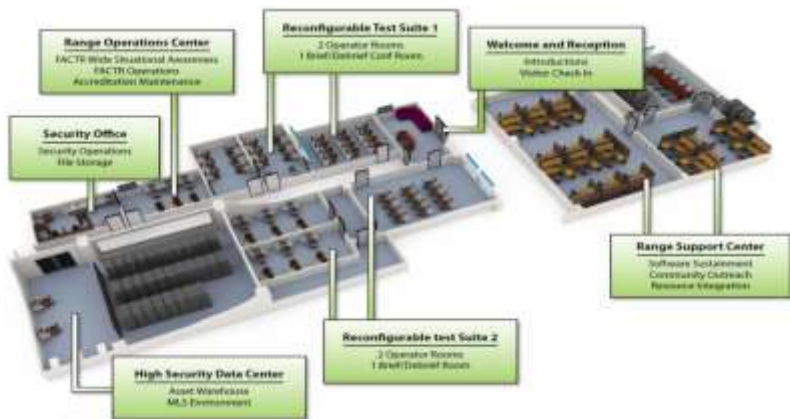 Range Operations Center
FACTR Wide Situational Awareness
FACTR Operations
Accreditation Maintenance
Reconfigurable Test Suite 1
2 Operator Rooms
1 Brief/Debrief Conf Room
Welcome and Reception
Introductions
Visitor Check In
Security Office
Security Operations
File Storage
Range Support Center
Software Sustainment
Community Outreach
Resource Integration
Reconfigurable test Suite 2
2 Operator Rooms
1 Brief/Debrief Room
High Security Data Center
Asset Warehouse
MLS Environment